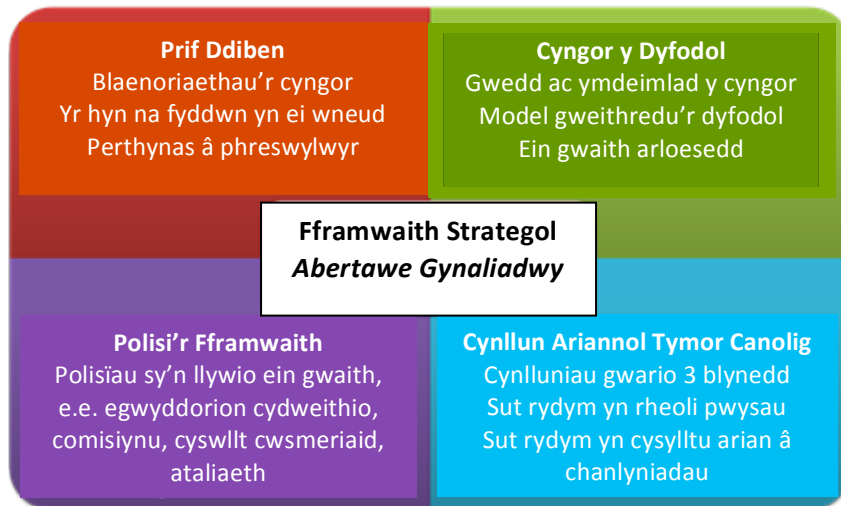 Prif Ddiben
Blaenoriaethau'r cyngor
Yr hyn na fyddwn yn ei wneud
Perthynas â phreswylwyr
Cyngor y Dyfodol
Gwedd ac ymdeimlad y cyngor
Model gweithredu'r dyfodol
Ein gwaith arloesedd
Fframwaith Strategol
Abertawe Gynaliadwy
Polisi'r Fframwaith
Polisïau sy'n llywio ein gwaith,
e.e. egwyddorion cydweithio,
comisiynu, cyswllt cwsmeriaid,
ataliaeth
Cynllun Ariannol Tymor Canolig
Cynlluniau gwario 3 blynedd
Sut rydym yn rheoli pwysau
Sut rydym yn cysylltu arian â
chanlyniadau